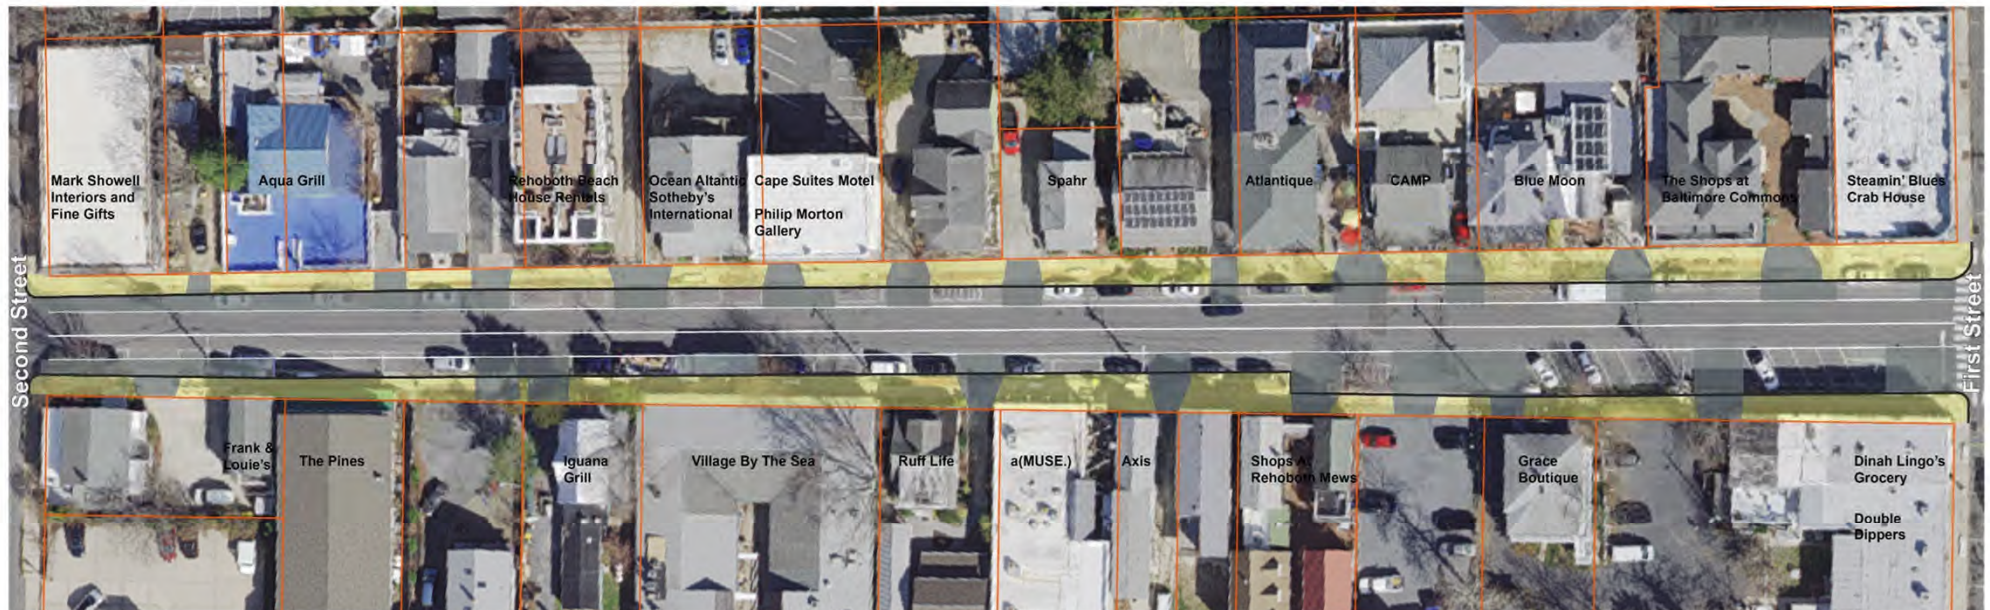 Mark Showell
Interiors and
Fine Gifts
Aqua Grill
Rehoboth Beach
House Rentals
Ocean Altantic
Sotheby's
International
Cape Suites Motel
Philip Morton
Gallery
Spahr
Atlantique
CAMP
Blue Moon
The Shops at
Baltimore Commons
Steamin' Blues
Crab House
Second Street
First Street
Frank &
Louie's
The Pines
Iguana
Grill
Village By The Sea
Ruff Life
a(MUSE.)
Axis
Shops At
Rehoboth Mews
Grace
Boutique
Dinah Lingo's
Grocery
Double
Dippers